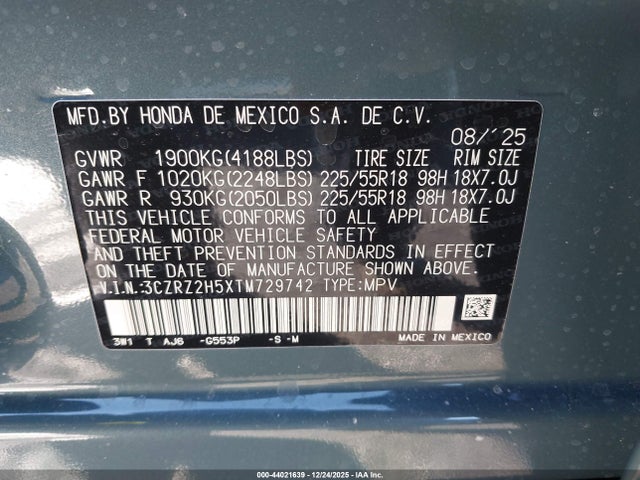 MFD.BY HONDA DE MEXICO S.A. DE C.V.
08/'25
GVWR 1900KG(4188LBS) TIRE SIZE RIM SIZE
GAWR F 1020KG(2248LBS) 225/55R18 98H 18X7.0J
GAWR R 930KG(2050LBS) 225/55R18 98H 18X7.0J
THIS VEHICLE CONFORMS TO ALL APPLICABLE
FEDERAL MOTOR VEHICLE SAFETY
AND THEFT PREVENTION STANDARDS IN EFFECT
ON THE DATE OF MANUFACTURE SHOWN ABOVE.
V.I.N.:3CZRZ2H5XTM729742 TYPE:MPV
3W1 T AJ6 -G553P -S-M MADE IN MEXICO
000-44021639 - 12/24/2025 - IAA Inc.